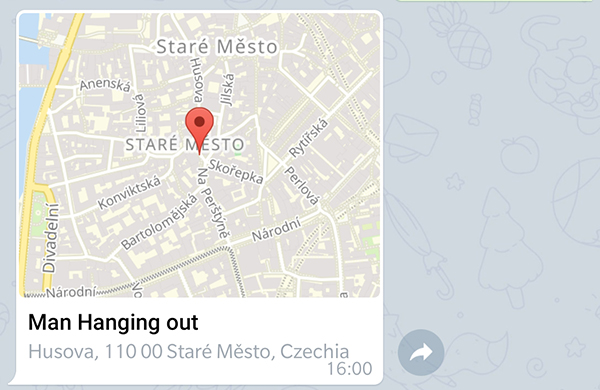 Staré Město
Anenská
Liliová
Husova
Jilská
STARÉ MĚSTO
Rytířská
Skořepka
Perlová
Konviktská
Na Perštýně
Bartolomějská
Národní
Divadelní
Národní
Man Hanging out
Husova, 110 00 Staré Město, Czechia
16:00